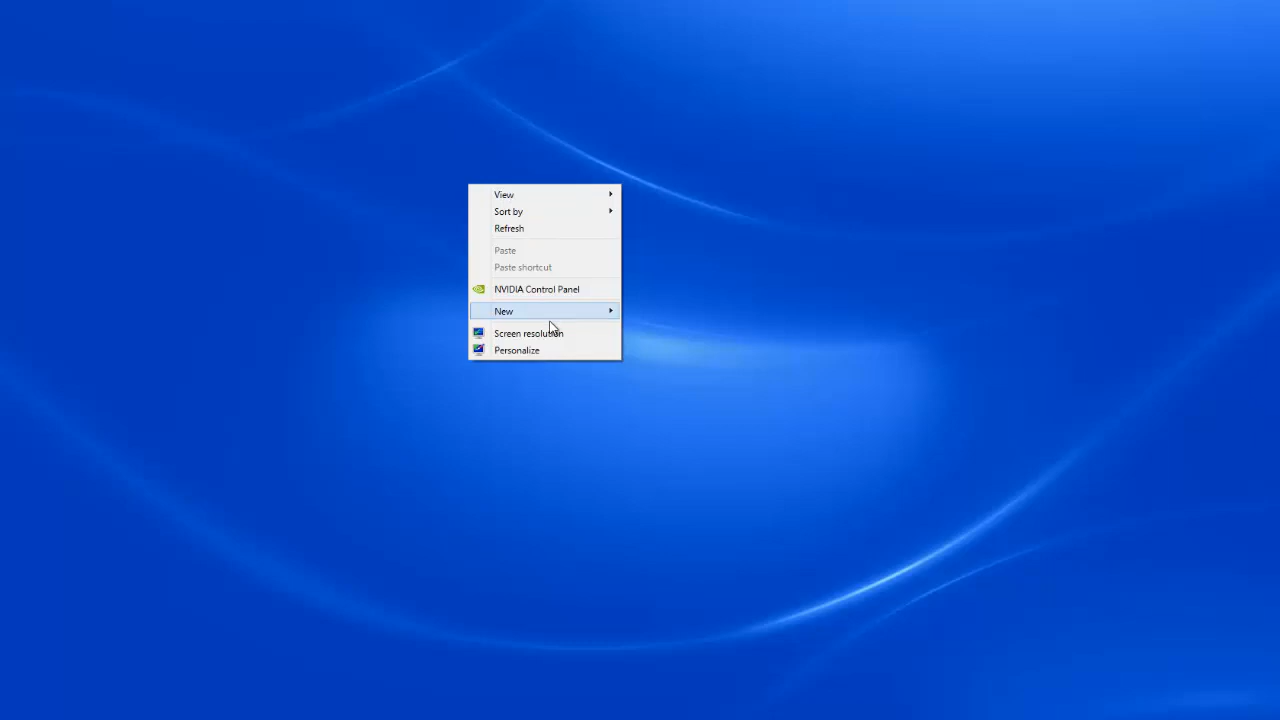 View
Sort by
Refresh
Paste
Paste shortcut
NVIDIA Control Panel
New
Screen resolution
Personalize